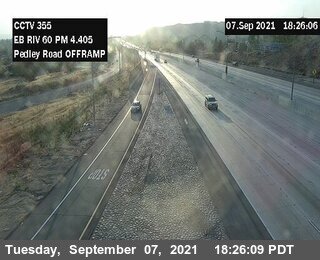 CCTV 355
EB RIV 60 PM 4.405
Pedley Road OFFRAMP
07.Sep 2021 18:26:06
STOP
Tuesday, September 07, 2021 18:26:09 PDT